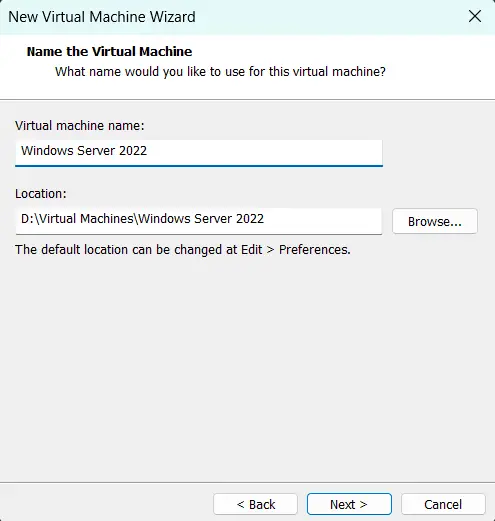 New Virtual Machine Wizard
Name the Virtual Machine
What name would you like to use for this virtual machine?
Virtual machine name:
Windows Server 2022
Location:
D:\Virtual Machines\Windows Server 2022
Browse...
The default location can be changed at Edit > Preferences.
< Back
Next >
Cancel